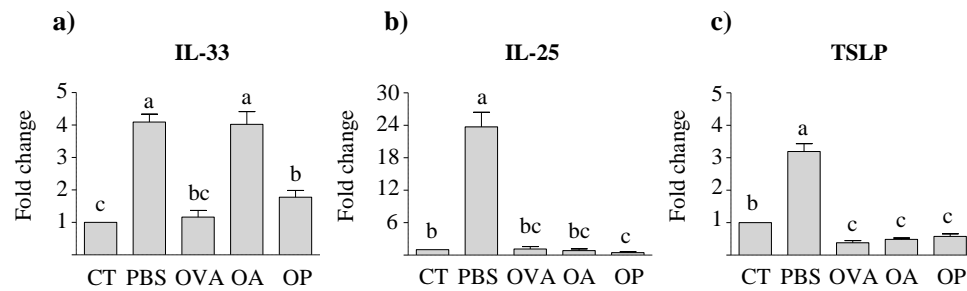 a)
IL-33
Fold change
5
4
3
2
1
c
a
bc
a
b
CT PBS OVA OA OP
b)
IL-25
Fold change
30
24
18
12
6
b
a
bc
bc
c
CT PBS OVA OA OP
c)
TSLP
Fold change
5
4
3
2
1
b
a
c
c
c
CT PBS OVA OA OP